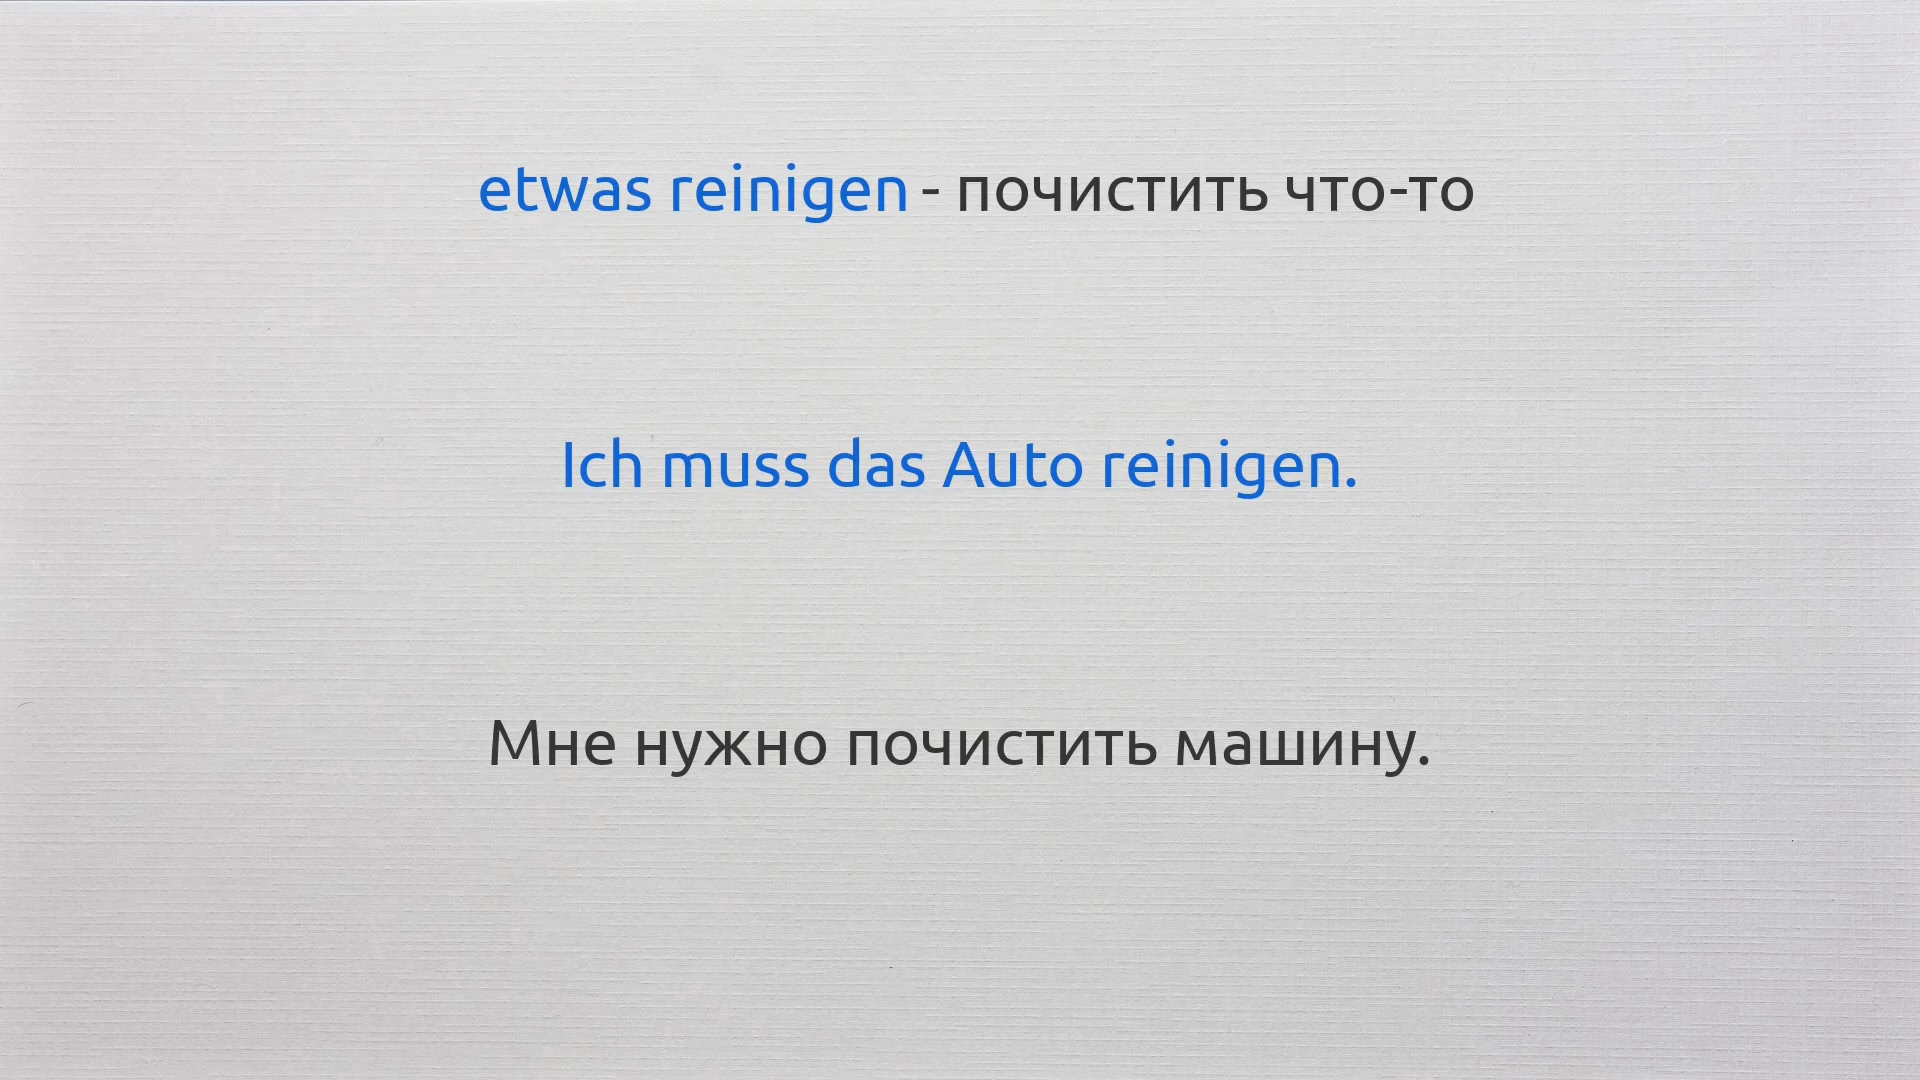 etwas reinigen - почистить что-то
Ich muss das Auto reinigen.
Мне нужно почистить машину.